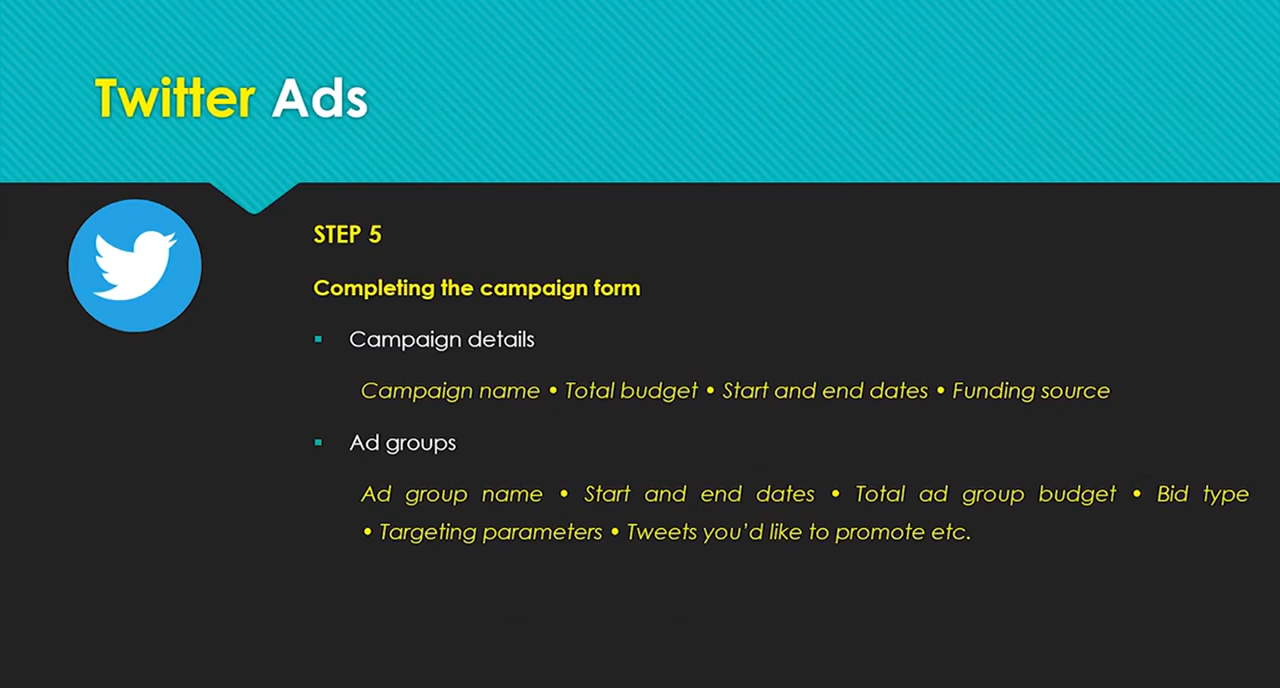 Twitter Ads
STEP 5
Completing the campaign form
▪ Campaign details
Campaign name • Total budget • Start and end dates • Funding source
▪ Ad groups
Ad group name • Start and end dates • Total ad group budget • Bid type
• Targeting parameters • Tweets you’d like to promote etc.